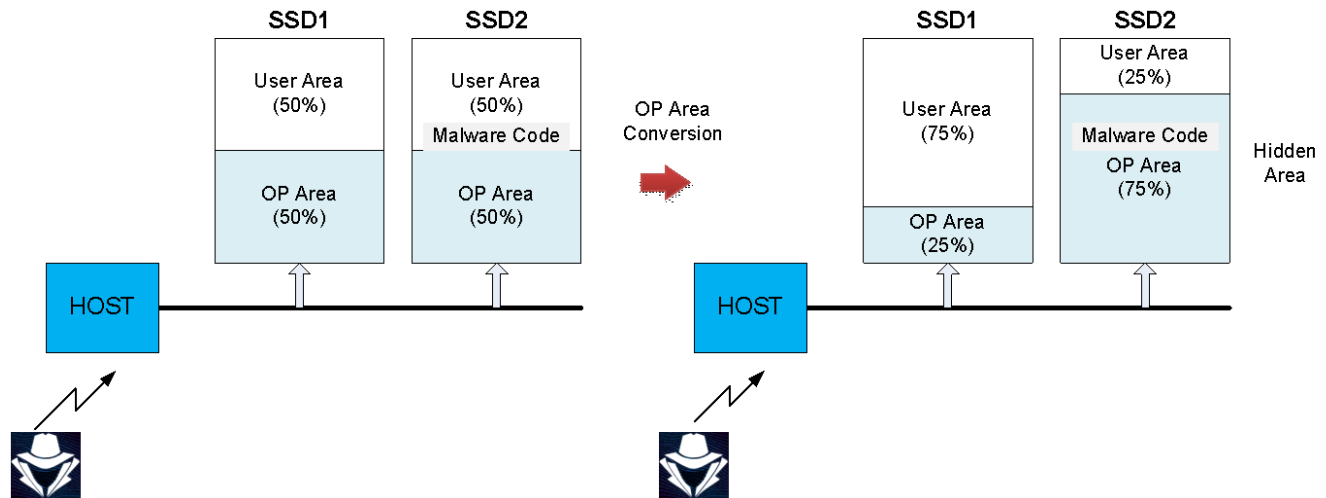 SSD1
SSD2
User Area
(50%)
User Area
(50%)
Malware Code
OP Area
(50%)
OP Area
(50%)
HOST
OP Area
Conversion
SSD1
SSD2
User Area
(75%)
User Area
(25%)
Malware Code
OP Area
(75%)
OP Area
(25%)
Hidden
Area
HOST